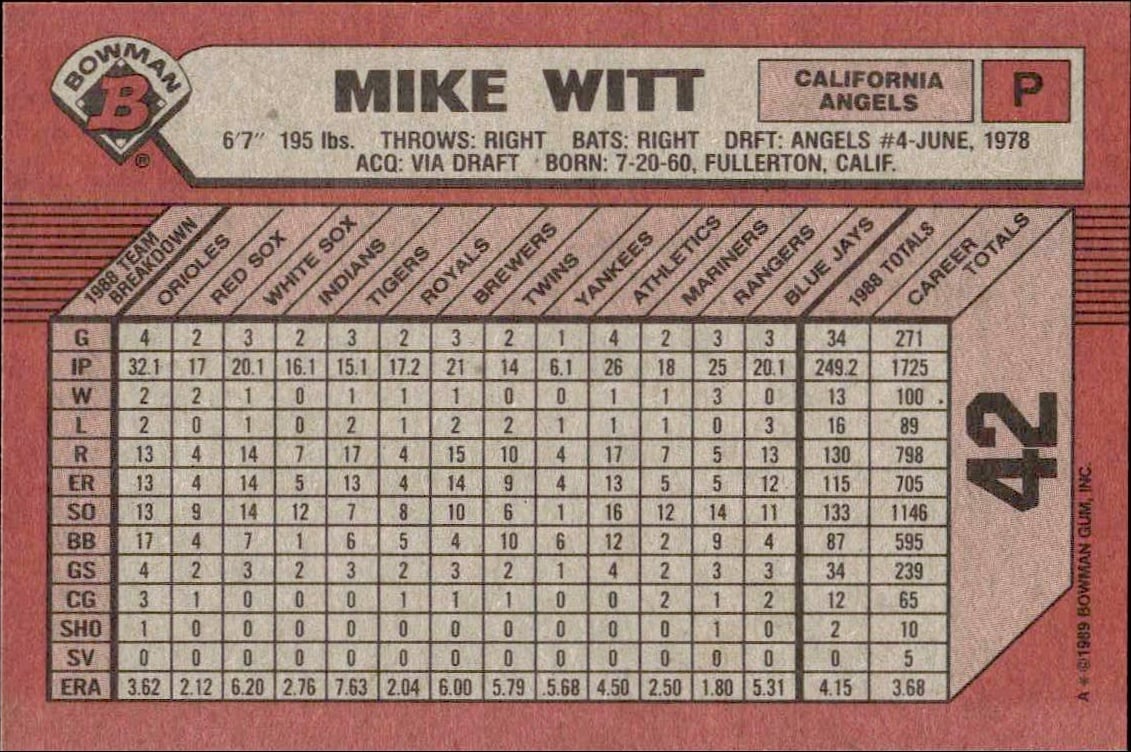 BOWMAN
B
®
MIKE WITT
CALIFORNIA
ANGELS
P
6'7" 195 lbs. THROWS: RIGHT BATS: RIGHT DRFT: ANGELS #4-JUNE, 1978
ACQ: VIA DRAFT BORN: 7-20-60, FULLERTON, CALIF.
1988 TEAM BREAKDOWN ORIOLES RED SOX WHITE SOX INDIANS TIGERS ROYALS BREWERS TWINS YANKEES ATHLETICS MARINERS RANGERS BLUE JAYS 1988 TOTALS CAREER TOTALS
G 4 2 3 2 3 2 3 2 1 4 2 3 3 34 271
IP 32.1 17 20.1 16.1 15.1 17.2 21 14 6.1 26 18 25 20.1 249.2 1725
W 2 2 1 0 1 1 1 0 0 1 1 3 0 13 100
L 2 0 1 0 2 1 2 2 1 1 1 0 3 16 89
R 13 4 14 7 17 4 15 10 4 17 7 5 13 130 798
ER 13 4 14 5 13 4 14 9 4 13 5 5 12 115 705
SO 13 9 14 12 7 8 10 6 1 16 12 14 11 133 1146
BB 17 4 7 1 6 5 4 10 6 12 2 9 4 87 595
GS 4 2 3 2 3 2 3 2 1 4 2 3 3 34 239
CG 3 1 0 0 0 1 1 1 0 0 2 1 2 12 65
SHO 1 0 0 0 0 0 0 0 0 0 0 1 0 2 10
SV 0 0 0 0 0 0 0 0 0 0 0 0 0 0 5
ERA 3.62 2.12 6.20 2.76 7.63 2.04 6.00 5.79 5.68 4.50 2.50 1.80 5.31 4.15 3.68
42
A * ©1989 BOWMAN GUM, INC.